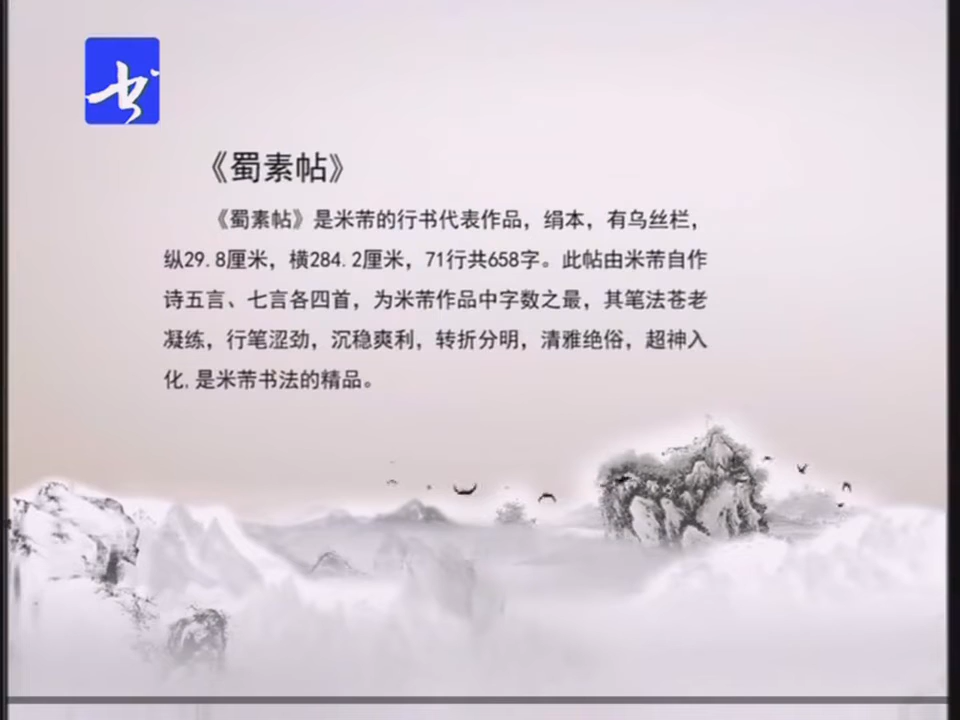 书
《蜀素帖》
《蜀素帖》是米芾的行书代表作品，绢本，有乌丝栏，
纵29.8厘米，横284.2厘米，71行共658字。此帖由米芾自作
诗五言、七言各四首，为米芾作品中字数之最，其笔法苍老
凝练，行笔涩劲，沉稳爽利，转折分明，清雅绝俗，超神入
化,是米芾书法的精品。